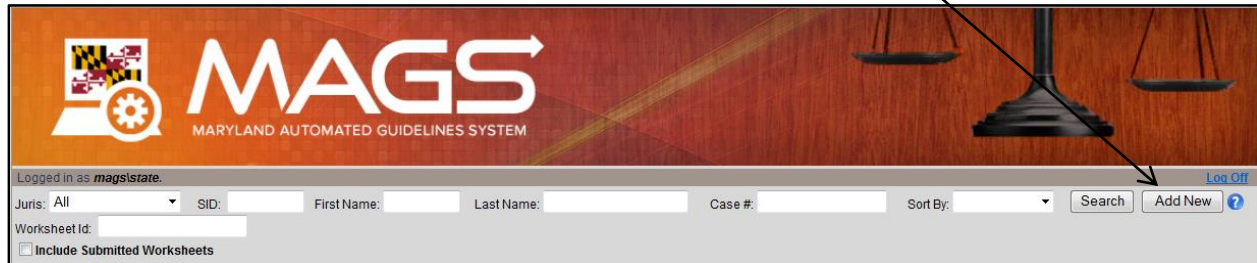 MAGS
MARYLAND AUTOMATED GUIDELINES SYSTEM
Logged in as mags\state. Log Off
Juris: All SID: First Name: Last Name: Case #: Sort By: Search Add New ?
Worksheet Id:
Include Submitted Worksheets